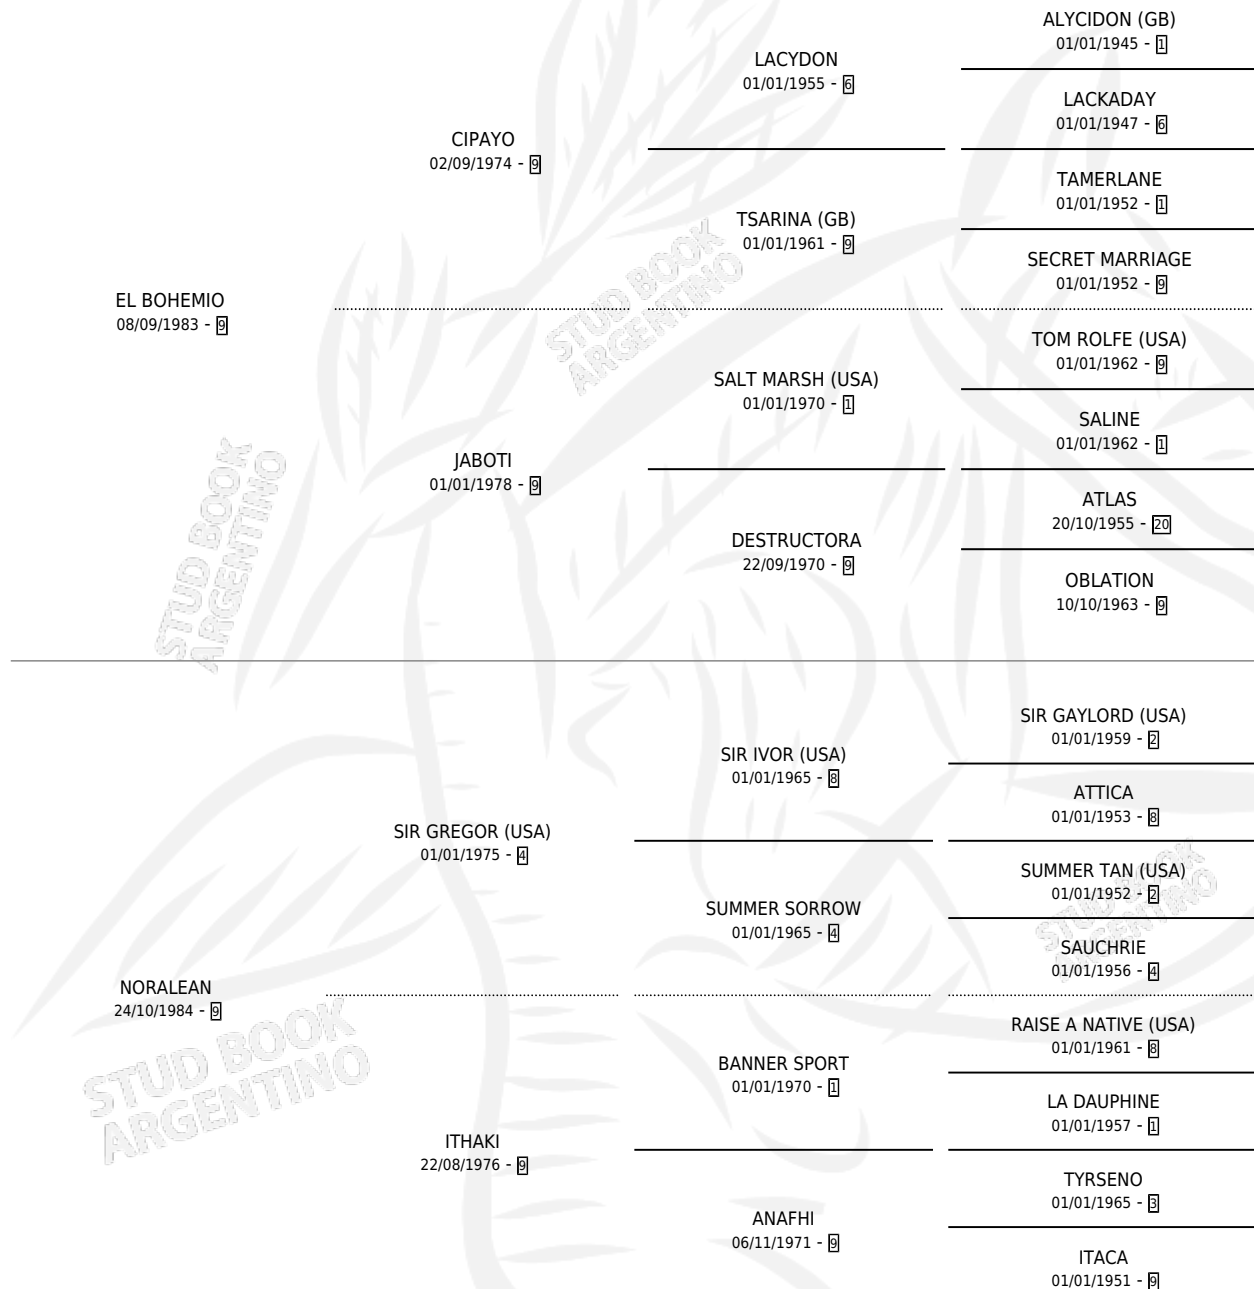 ALYCIDON (GB)
01/01/1945 - 1
LACYDON
01/01/1955 - 6
LACKADAY
01/01/1947 - 6
CIPAYO
02/09/1974 - 9
TAMERLANE
01/01/1952 - 1
TSARINA (GB)
01/01/1961 - 9
SECRET MARRIAGE
01/01/1952 - 9
EL BOHEMIO
08/09/1983 - 9
STUD BOOK
ARGENTINO
TOM ROLFE (USA)
01/01/1962 - 9
SALT MARSH (USA)
01/01/1970 - 1
SALINE
01/01/1962 - 1
JABOTI
01/01/1978 - 9
ATLAS
20/10/1955 - 20
DESTRUCTORA
22/09/1970 - 9
OBLATION
10/10/1963 - 9
STUD BOOK
ARGENTINO
SIR GAYLORD (USA)
01/01/1959 - 2
SIR IVOR (USA)
01/01/1965 - 8
ATTICA
01/01/1953 - 8
SIR GREGOR (USA)
01/01/1975 - 4
SUMMER TAN (USA)
01/01/1952 - 2
STUD BOOK
ARGENTINO
SUMMER SORROW
01/01/1965 - 4
SAUCHRIE
01/01/1956 - 4
NORALEAN
24/10/1984 - 9
RAISE A NATIVE (USA)
01/01/1961 - 8
STUD BOOK
ARGENTINO
BANNER SPORT
01/01/1970 - 1
LA DAUPHINE
01/01/1957 - 1
ITHAKI
22/08/1976 - 9
TYRSENO
01/01/1965 - 3
ANAFHI
06/11/1971 - 9
ITACA
01/01/1951 - 9